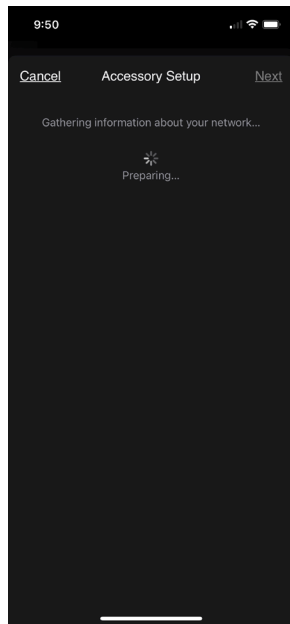 9:50
Cancel Accessory Setup Next
Gathering information about your network...
Preparing...